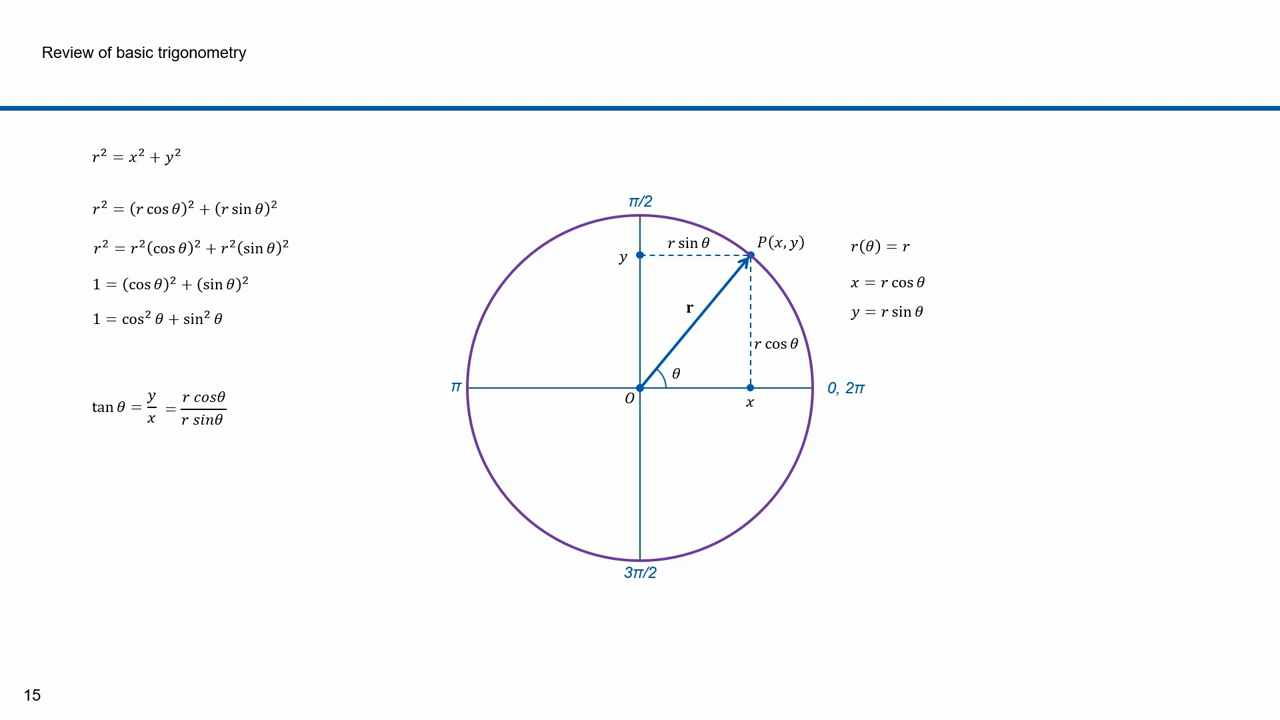 Review of basic trigonometry
r² = x² + y²
r² = (r cos θ)² + (r sin θ)²
r² = r²(cos θ)² + r²(sin θ)²
1 = (cos θ)² + (sin θ)²
1 = cos² θ + sin² θ
tan θ = y/x = r cosθ/r sinθ
π/2
r sin θ
P(x, y)
y
r
r cos θ
θ
π
0, 2π
O
x
3π/2
r(θ) = r
x = r cos θ
y = r sin θ
15